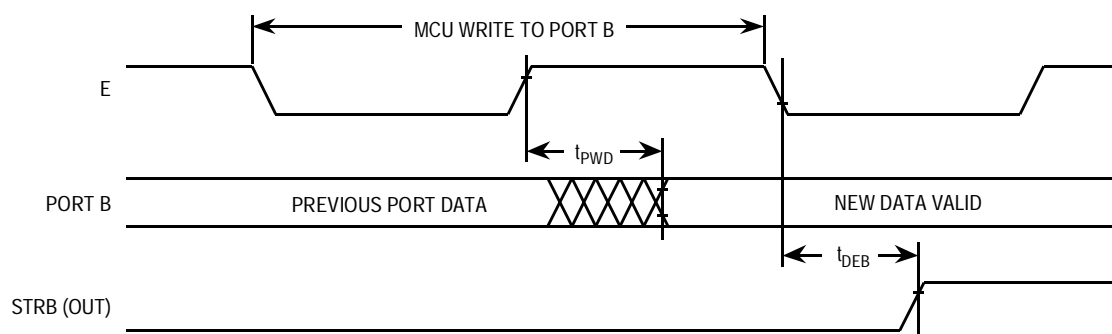 MCU WRITE TO PORT B
E
tPWD
PORT B
PREVIOUS PORT DATA
NEW DATA VALID
tDEB
STRB (OUT)